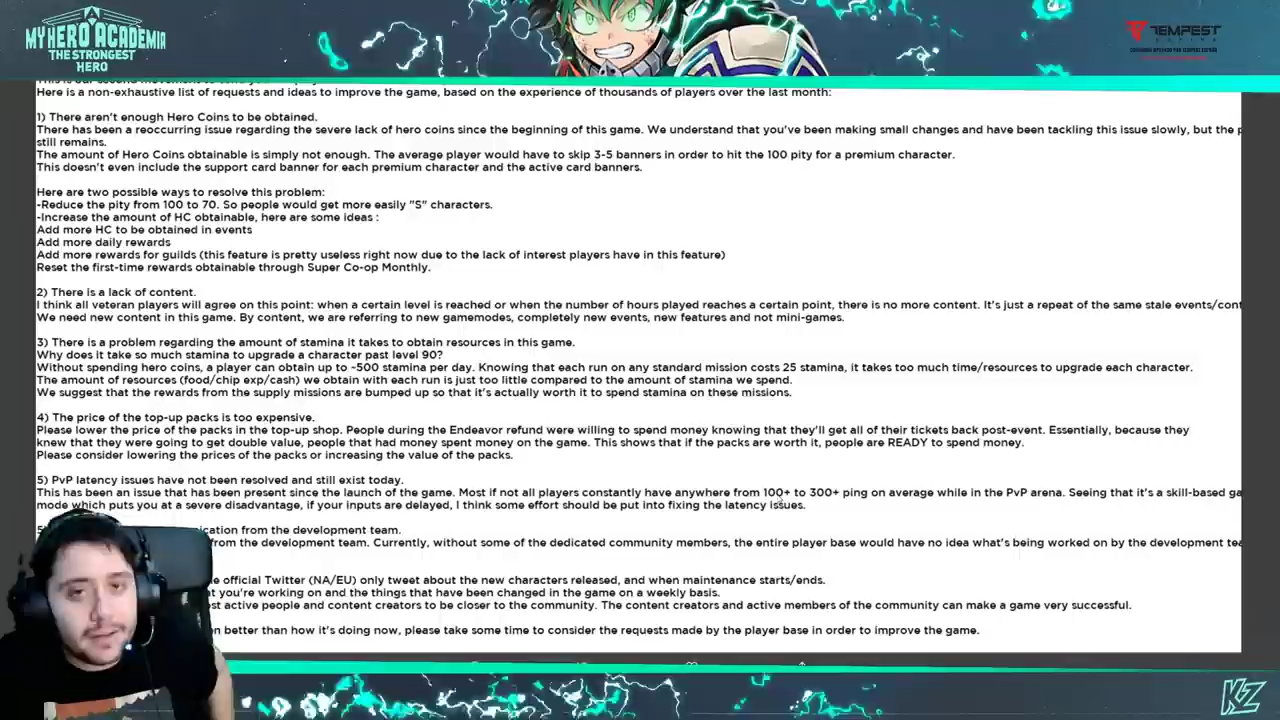 MY HERO ACADEMIA
THE STRONGEST
HERO
TEMPEST
Here is a non-exhaustive list of requests and ideas to improve the game, based on the experience of thousands of players over the last month:
1) There aren't enough Hero Coins to be obtained.
There has been a reoccurring issue regarding the severe lack of hero coins since the beginning of this game. We understand that you've been making small changes and have been tackling this issue slowly, but the p
still remains.
The amount of Hero Coins obtainable is simply not enough. The average player would have to skip 3-5 banners in order to hit the 100 pity for a premium character.
This doesn't even include the support card banner for each premium character and the active card banners.
Here are two possible ways to resolve this problem:
-Reduce the pity from 100 to 70. So people would get more easily "S" characters.
-Increase the amount of HC obtainable, here are some ideas :
Add more HC to be obtained in events
Add more daily rewards
Add more rewards for guilds (this feature is pretty useless right now due to the lack of interest players have in this feature)
Reset the first-time rewards obtainable through Super Co-op Monthly.
2) There is a lack of content.
I think all veteran players will agree on this point: when a certain level is reached or when the number of hours played reaches a certain point, there is no more content. It's just a repeat of the same stale events/cont
We need new content in this game. By content, we are referring to new gamemodes, completely new events, new features and not mini-games.
3) There is a problem regarding the amount of stamina it takes to obtain resources in this game.
Why does it take so much stamina to upgrade a character past level 90?
Without spending hero coins, a player can obtain up to ~500 stamina per day. Knowing that each run on any standard mission costs 25 stamina, it takes too much time/resources to upgrade each character.
The amount of resources (food/chip exp/cash) we obtain with each run is just too little compared to the amount of stamina we spend.
We suggest that the rewards from the supply missions are bumped up so that it's actually worth it to spend stamina on these missions.
4) The price of the top-up packs is too expensive.
Please lower the price of the packs in the top-up shop. People during the Endeavor refund were willing to spend money knowing that they'll get all of their tickets back post-event. Essentially, because they
knew that they were going to get double value, people that had money spent money on the game. This shows that if the packs are worth it, people are READY to spend money.
Please consider lowering the prices of the packs or increasing the value of the packs.
5) PvP latency issues have not been resolved and still exist today.
This has been an issue that has been present since the launch of the game. Most if not all players constantly have anywhere from 100+ to 300+ ping on average while in the PvP arena. Seeing that it's a skill-based ga
mode which puts you at a severe disadvantage, if your inputs are delayed, I think some effort should be put into fixing the latency issues.
ication from the development team.
from the development team. Currently, without some of the dedicated community members, the entire player base would have no idea what's being worked on by the development tea
e official Twitter (NA/EU) only tweet about the new characters released, and when maintenance starts/ends.
t you're working on and the things that have been changed in the game on a weekly basis.
st active people and content creators to be closer to the community. The content creators and active members of the community can make a game very successful.
n better than how it's doing now, please take some time to consider the requests made by the player base in order to improve the game.
KZ